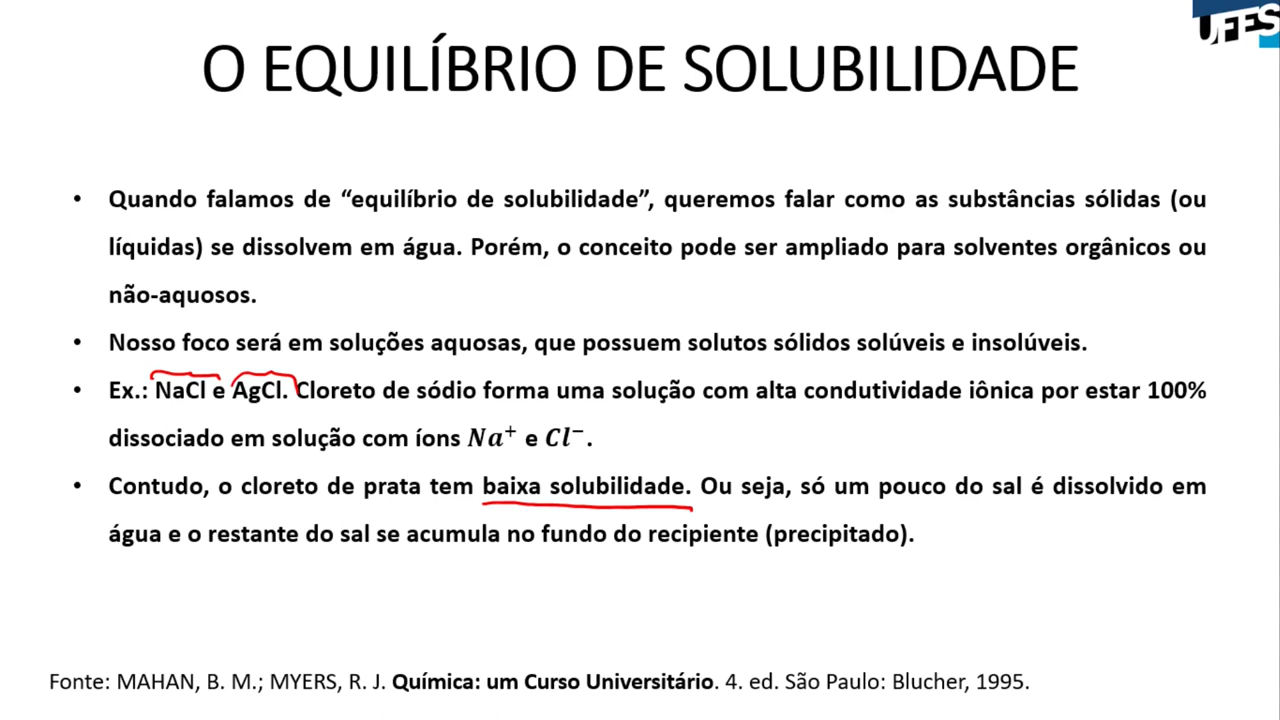 UFES
O EQUILÍBRIO DE SOLUBILIDADE
• Quando falamos de “equilíbrio de solubilidade”, queremos falar como as substâncias sólidas (ou
líquidas) se dissolvem em água. Porém, o conceito pode ser ampliado para solventes orgânicos ou
não-aquosos.
• Nosso foco será em soluções aquosas, que possuem solutos sólidos solúveis e insolúveis.
• Ex.: NaCl e AgCl. Cloreto de sódio forma uma solução com alta condutividade iônica por estar 100%
dissociado em solução com íons Na⁺ e Cl⁻.
• Contudo, o cloreto de prata tem baixa solubilidade. Ou seja, só um pouco do sal é dissolvido em
água e o restante do sal se acumula no fundo do recipiente (precipitado).
Fonte: MAHAN, B. M.; MYERS, R. J. Química: um Curso Universitário. 4. ed. São Paulo: Blucher, 1995.